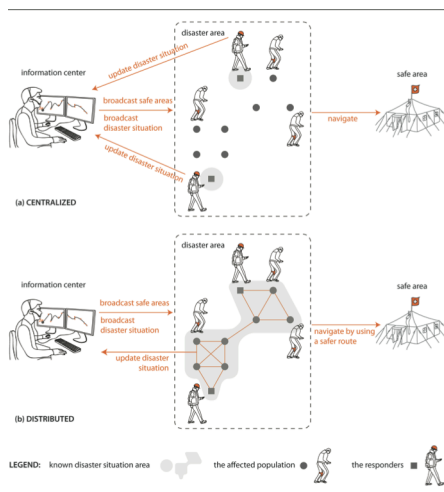 disaster area
update disaster situation
information center
safe area
broadcast safe areas
broadcast
disaster situation
navigate
update disaster situation
(a) CENTRALIZED
disaster area
information center
safe area
broadcast safe areas
broadcast
disaster situation
navigate by using
a safer route
update disaster
situation
(b) DISTRIBUTED
LEGEND: known disaster situation area the affected population the responders